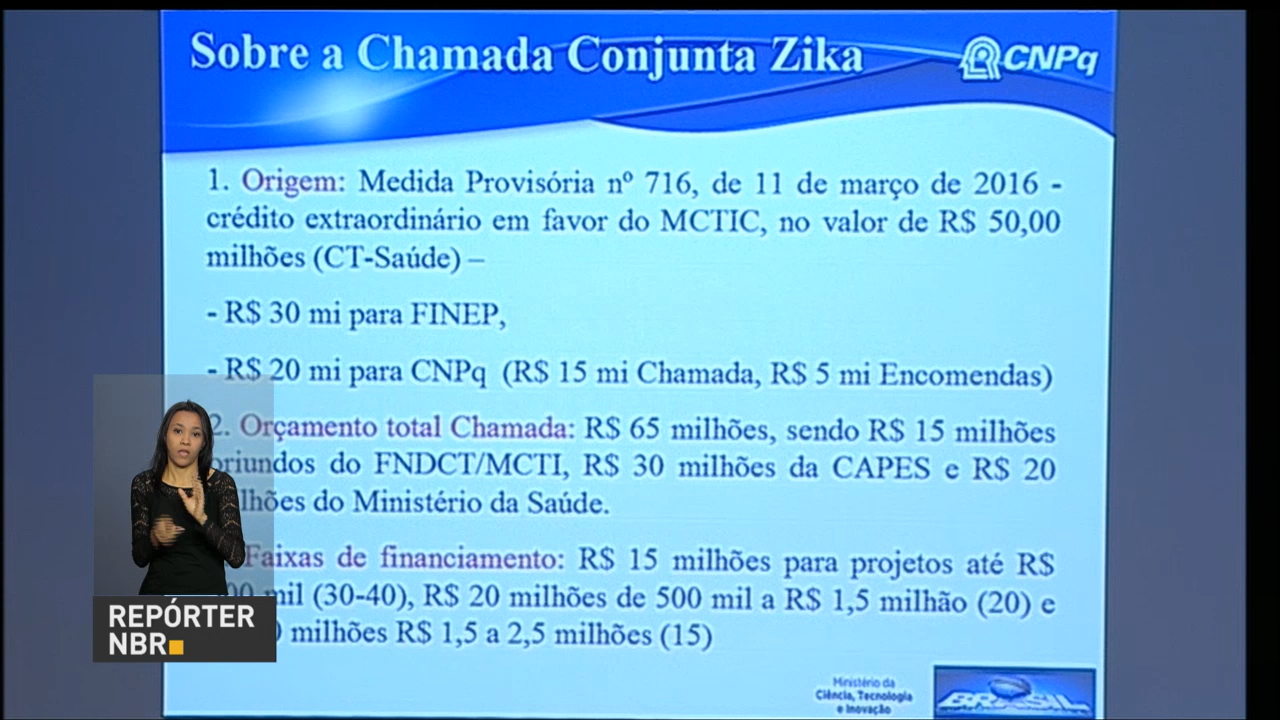 Sobre a Chamada Conjunta Zika
CNPq
1. Origem: Medida Provisória nº 716, de 11 de março de 2016 -
crédito extraordinário em favor do MCTIC, no valor de R$ 50,00
milhões (CT-Saúde) –
- R$ 30 mi para FINEP,
- R$ 20 mi para CNPq (R$ 15 mi Chamada, R$ 5 mi Encomendas)
2. Orçamento total Chamada: R$ 65 milhões, sendo R$ 15 milhões
oriundos do FNDCT/MCTI, R$ 30 milhões da CAPES e R$ 20
milhões do Ministério da Saúde.
Faixas de financiamento: R$ 15 milhões para projetos até R$
mil (30-40), R$ 20 milhões de 500 mil a R$ 1,5 milhão (20) e
milhões R$ 1,5 a 2,5 milhões (15)
REPÓRTER
NBR
Ministério da
Ciência, Tecnologia
e Inovação
BRASIL